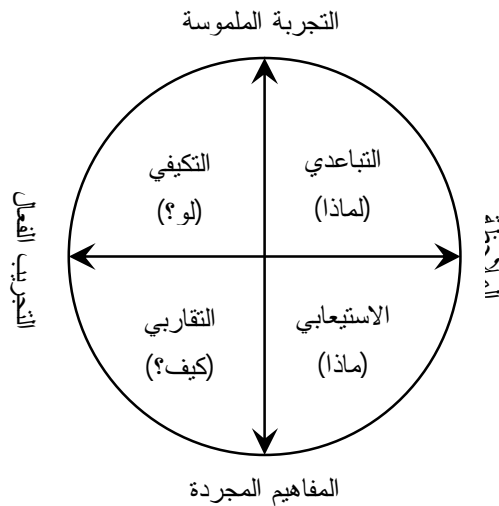 التجربة الملموسة
التباعدي
(لماذا)
التكيفي
(لو؟)
التجريب الفعال
الاستيعابي
(ماذا)
التقاربي
(كيف؟)
المفاهيم المجردة